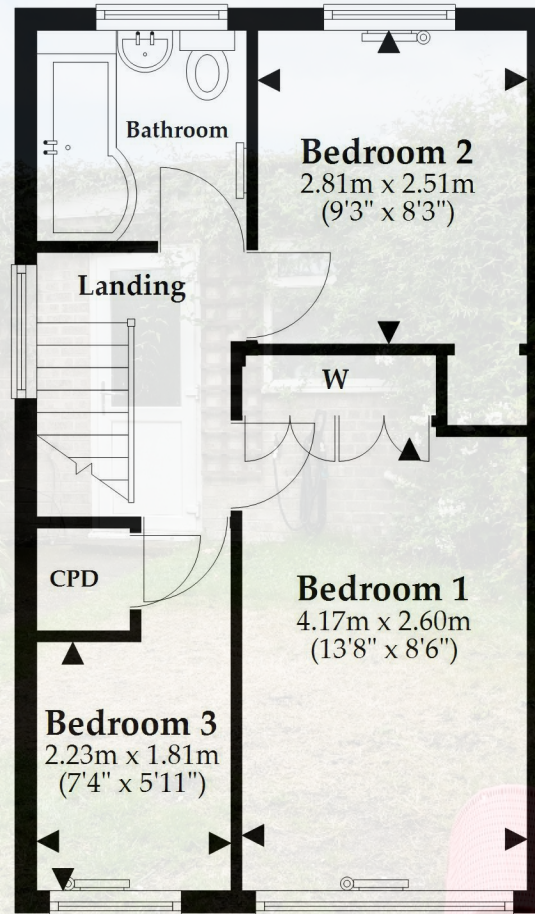 Bathroom
Bedroom 2
2.81m x 2.51m
(9'3" x 8'3")
Landing
W
CPD
Bedroom 1
4.17m x 2.60m
(13'8" x 8'6")
Bedroom 3
2.23m x 1.81m
(7'4" x 5'11")